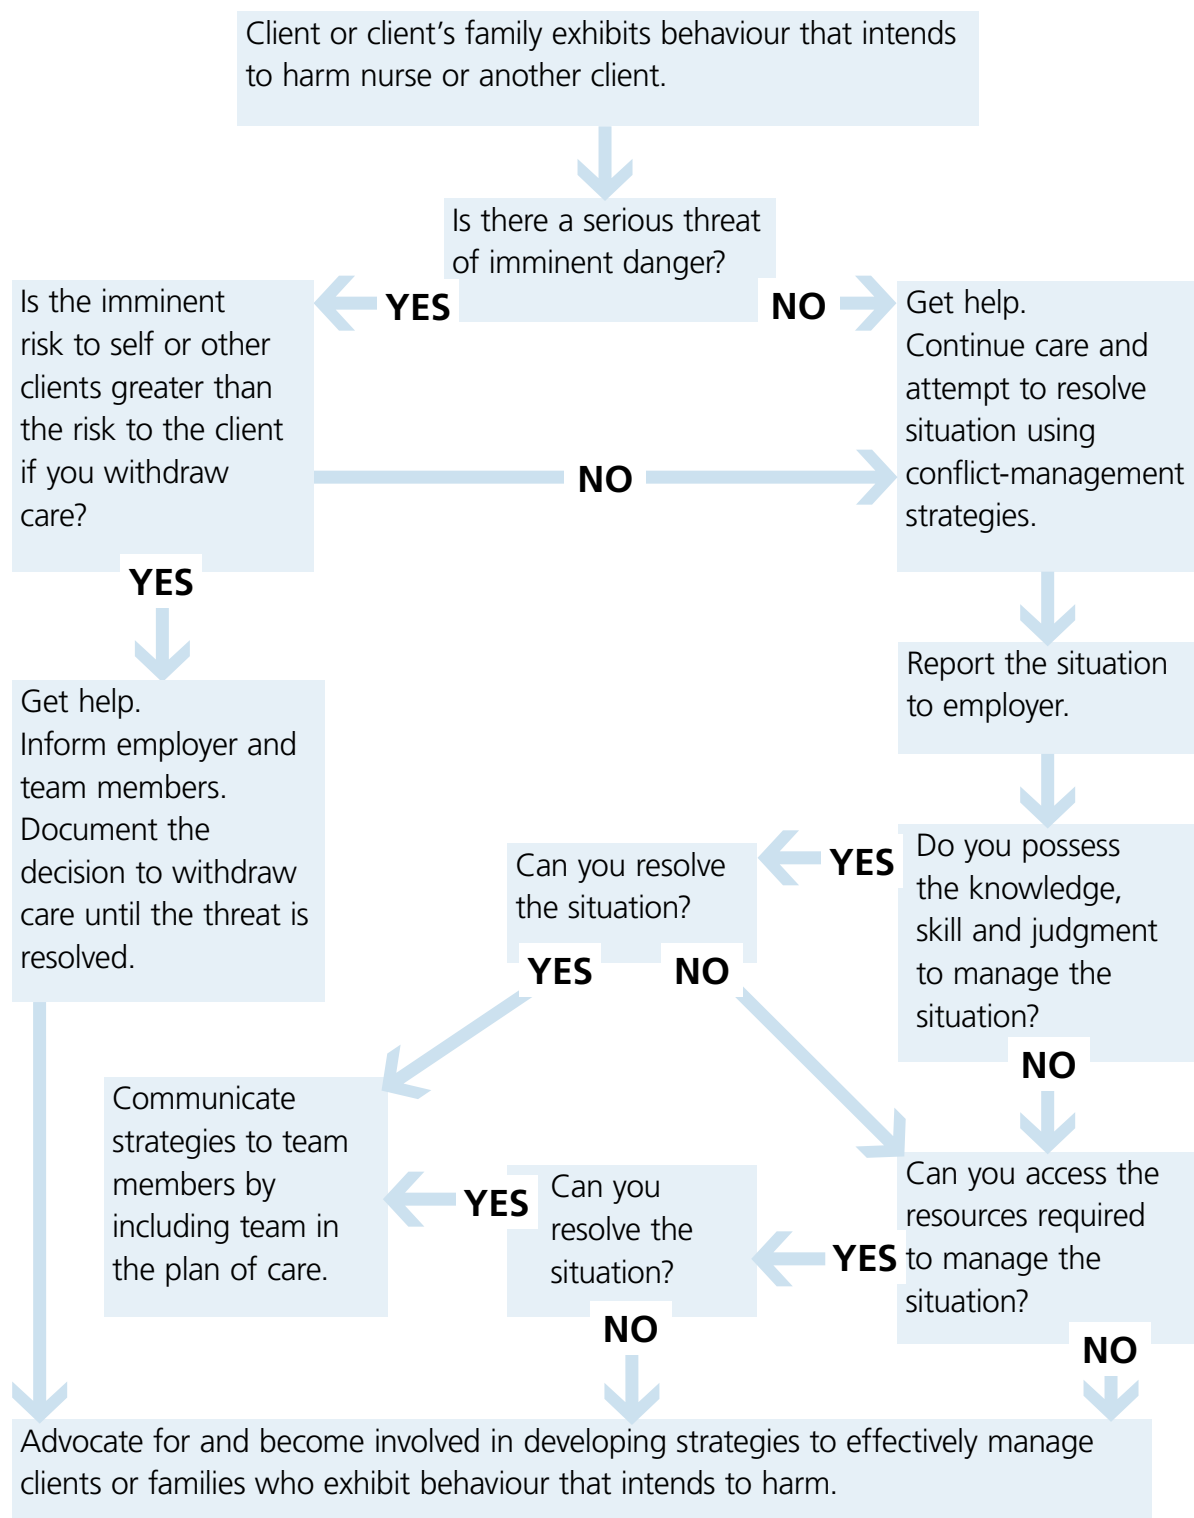 Client or client’s family exhibits behaviour that intends
to harm nurse or another client.
Is there a serious threat
of imminent danger?
YES
NO
Is the imminent
risk to self or other
clients greater than
the risk to the client
if you withdraw
care?
NO
YES
Get help.
Continue care and
attempt to resolve
situation using
conflict-management
strategies.
Report the situation
to employer.
Get help.
Inform employer and
team members.
Document the
decision to withdraw
care until the threat is
resolved.
Do you possess
the knowledge,
skill and judgment
to manage the
situation?
YES
NO
Can you resolve
the situation?
YES
NO
Communicate
strategies to team
members by
including team in
the plan of care.
Can you access the
resources required
to manage the
situation?
YES
NO
Can you
resolve the
situation?
YES
NO
Advocate for and become involved in developing strategies to effectively manage
clients or families who exhibit behaviour that intends to harm.